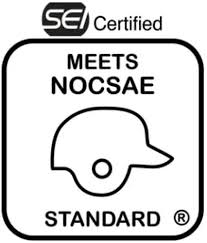 SEI Certified
MEETS
NOCSAE
STANDARD ®